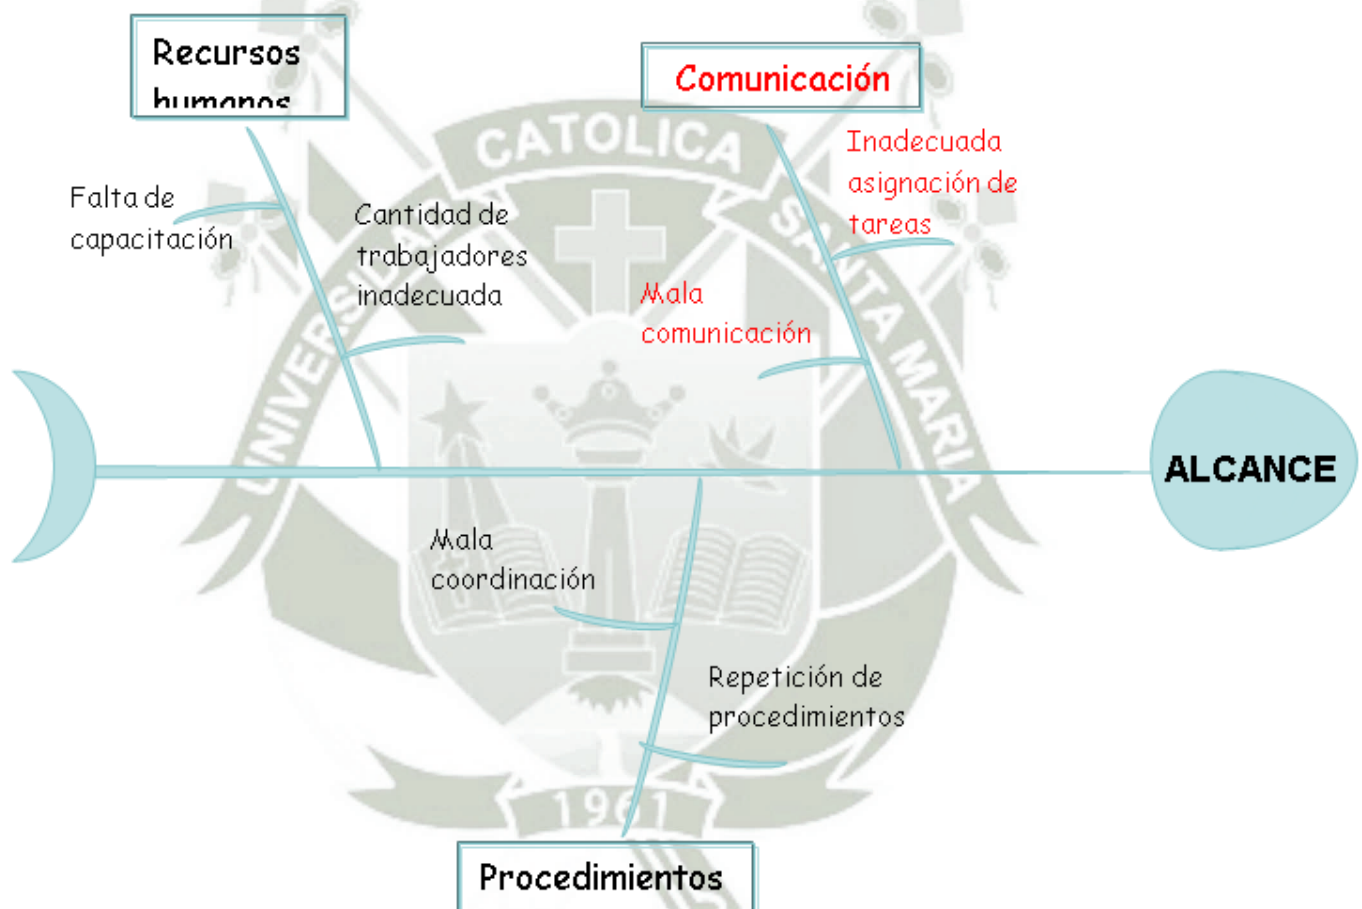 Recursos
humanos
Comunicación
Inadecuada
asignación de
tareas
Falta de
capacitación
Cantidad de
trabajadores
inadecuada
Mala
comunicación
ALCANCE
Mala
coordinación
Repetición de
procedimientos
Procedimientos
UNIVERSIDAD
CATOLICA
SANTA MARIA
1961